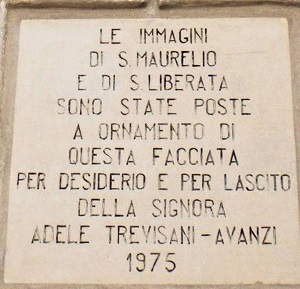 LE IMMAGINI
DI S. MAURELIO
E DI S. LIBERATA
SONO STATE POSTE
A ORNAMENTO DI
QUESTA FACCIATA
PER DESIDERIO E PER LASCITO
DELLA SIGNORA
ADELE TREVISANI-AVANZI
1975